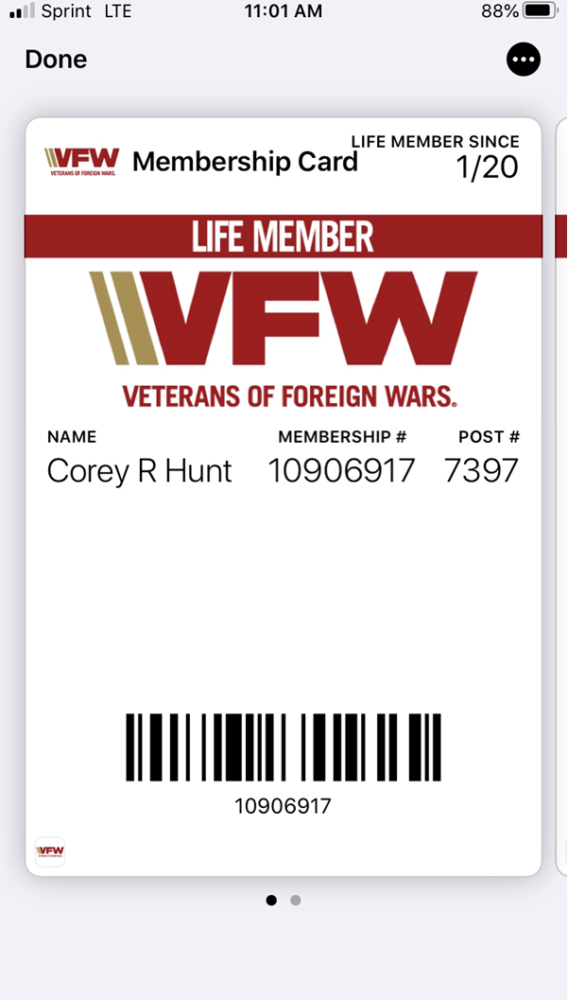 Sprint LTE 11:01 AM 88%
Done
VFW
VETERANS OF FOREIGN WARS.
Membership Card
LIFE MEMBER SINCE
1/20
LIFE MEMBER
VFW
VETERANS OF FOREIGN WARS.
NAME MEMBERSHIP # POST #
Corey R Hunt 10906917 7397
10906917
VFW